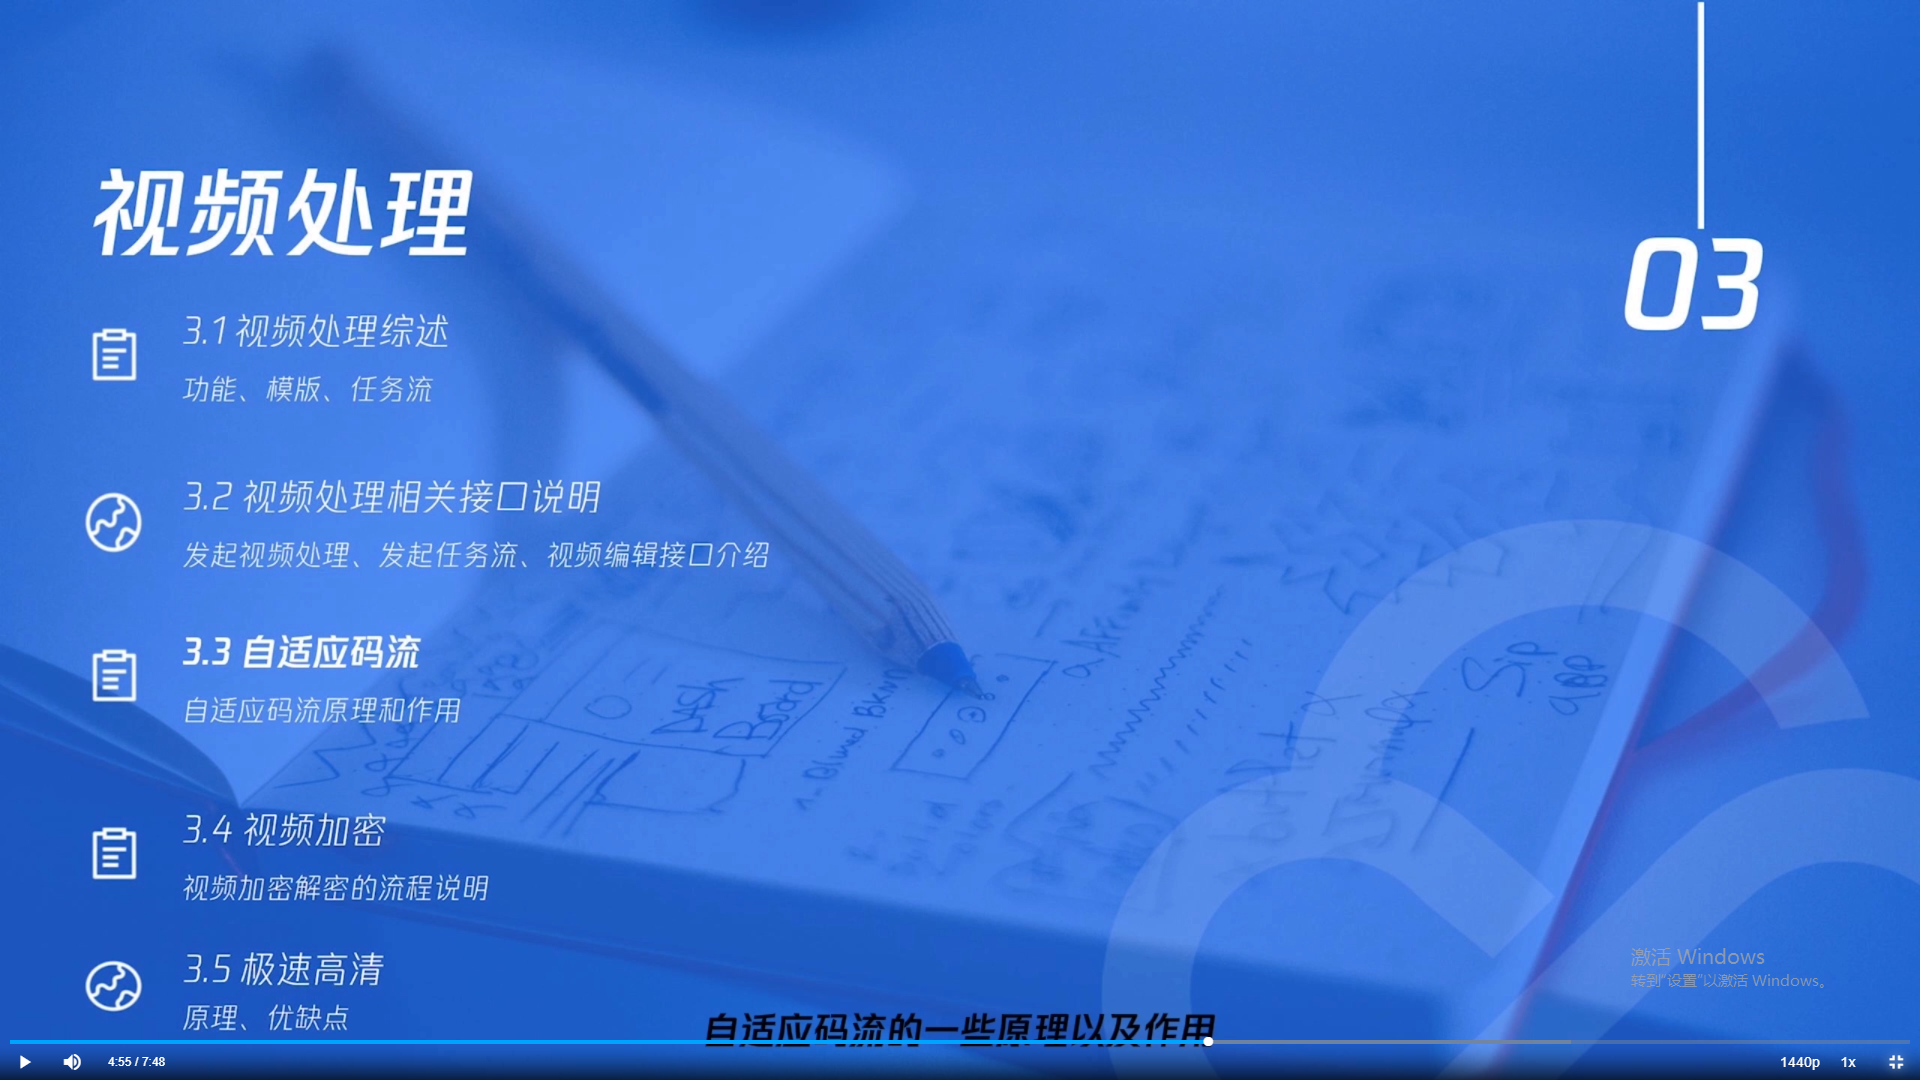 视频处理
03
3.1 视频处理综述
功能、模版、任务流
3.2 视频处理相关接口说明
发起视频处理、发起任务流、视频编辑接口介绍
3.3 自适应码流
自适应码流原理和作用
3.4 视频加密
视频加密解密的流程说明
3.5 极速高清
原理、优缺点
Dash
Board
Sip
app
激活 Windows
转到“设置”以激活 Windows。
自适应码流的一些原理以及作用
4:55 / 7:48
1440p
1x